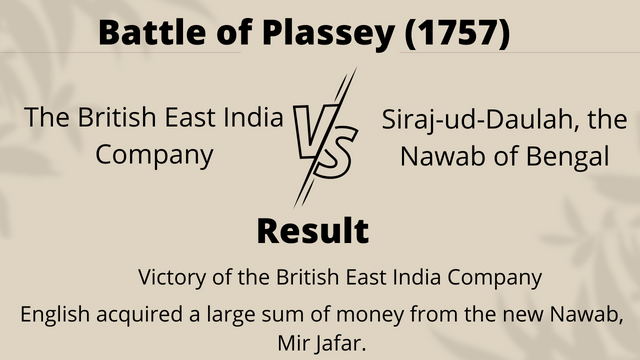 Battle of Plassey (1757)
The British East India
Company
VS
Siraj-ud-Daulah, the
Nawab of Bengal
Result
Victory of the British East India Company
English acquired a large sum of money from the new Nawab,
Mir Jafar.